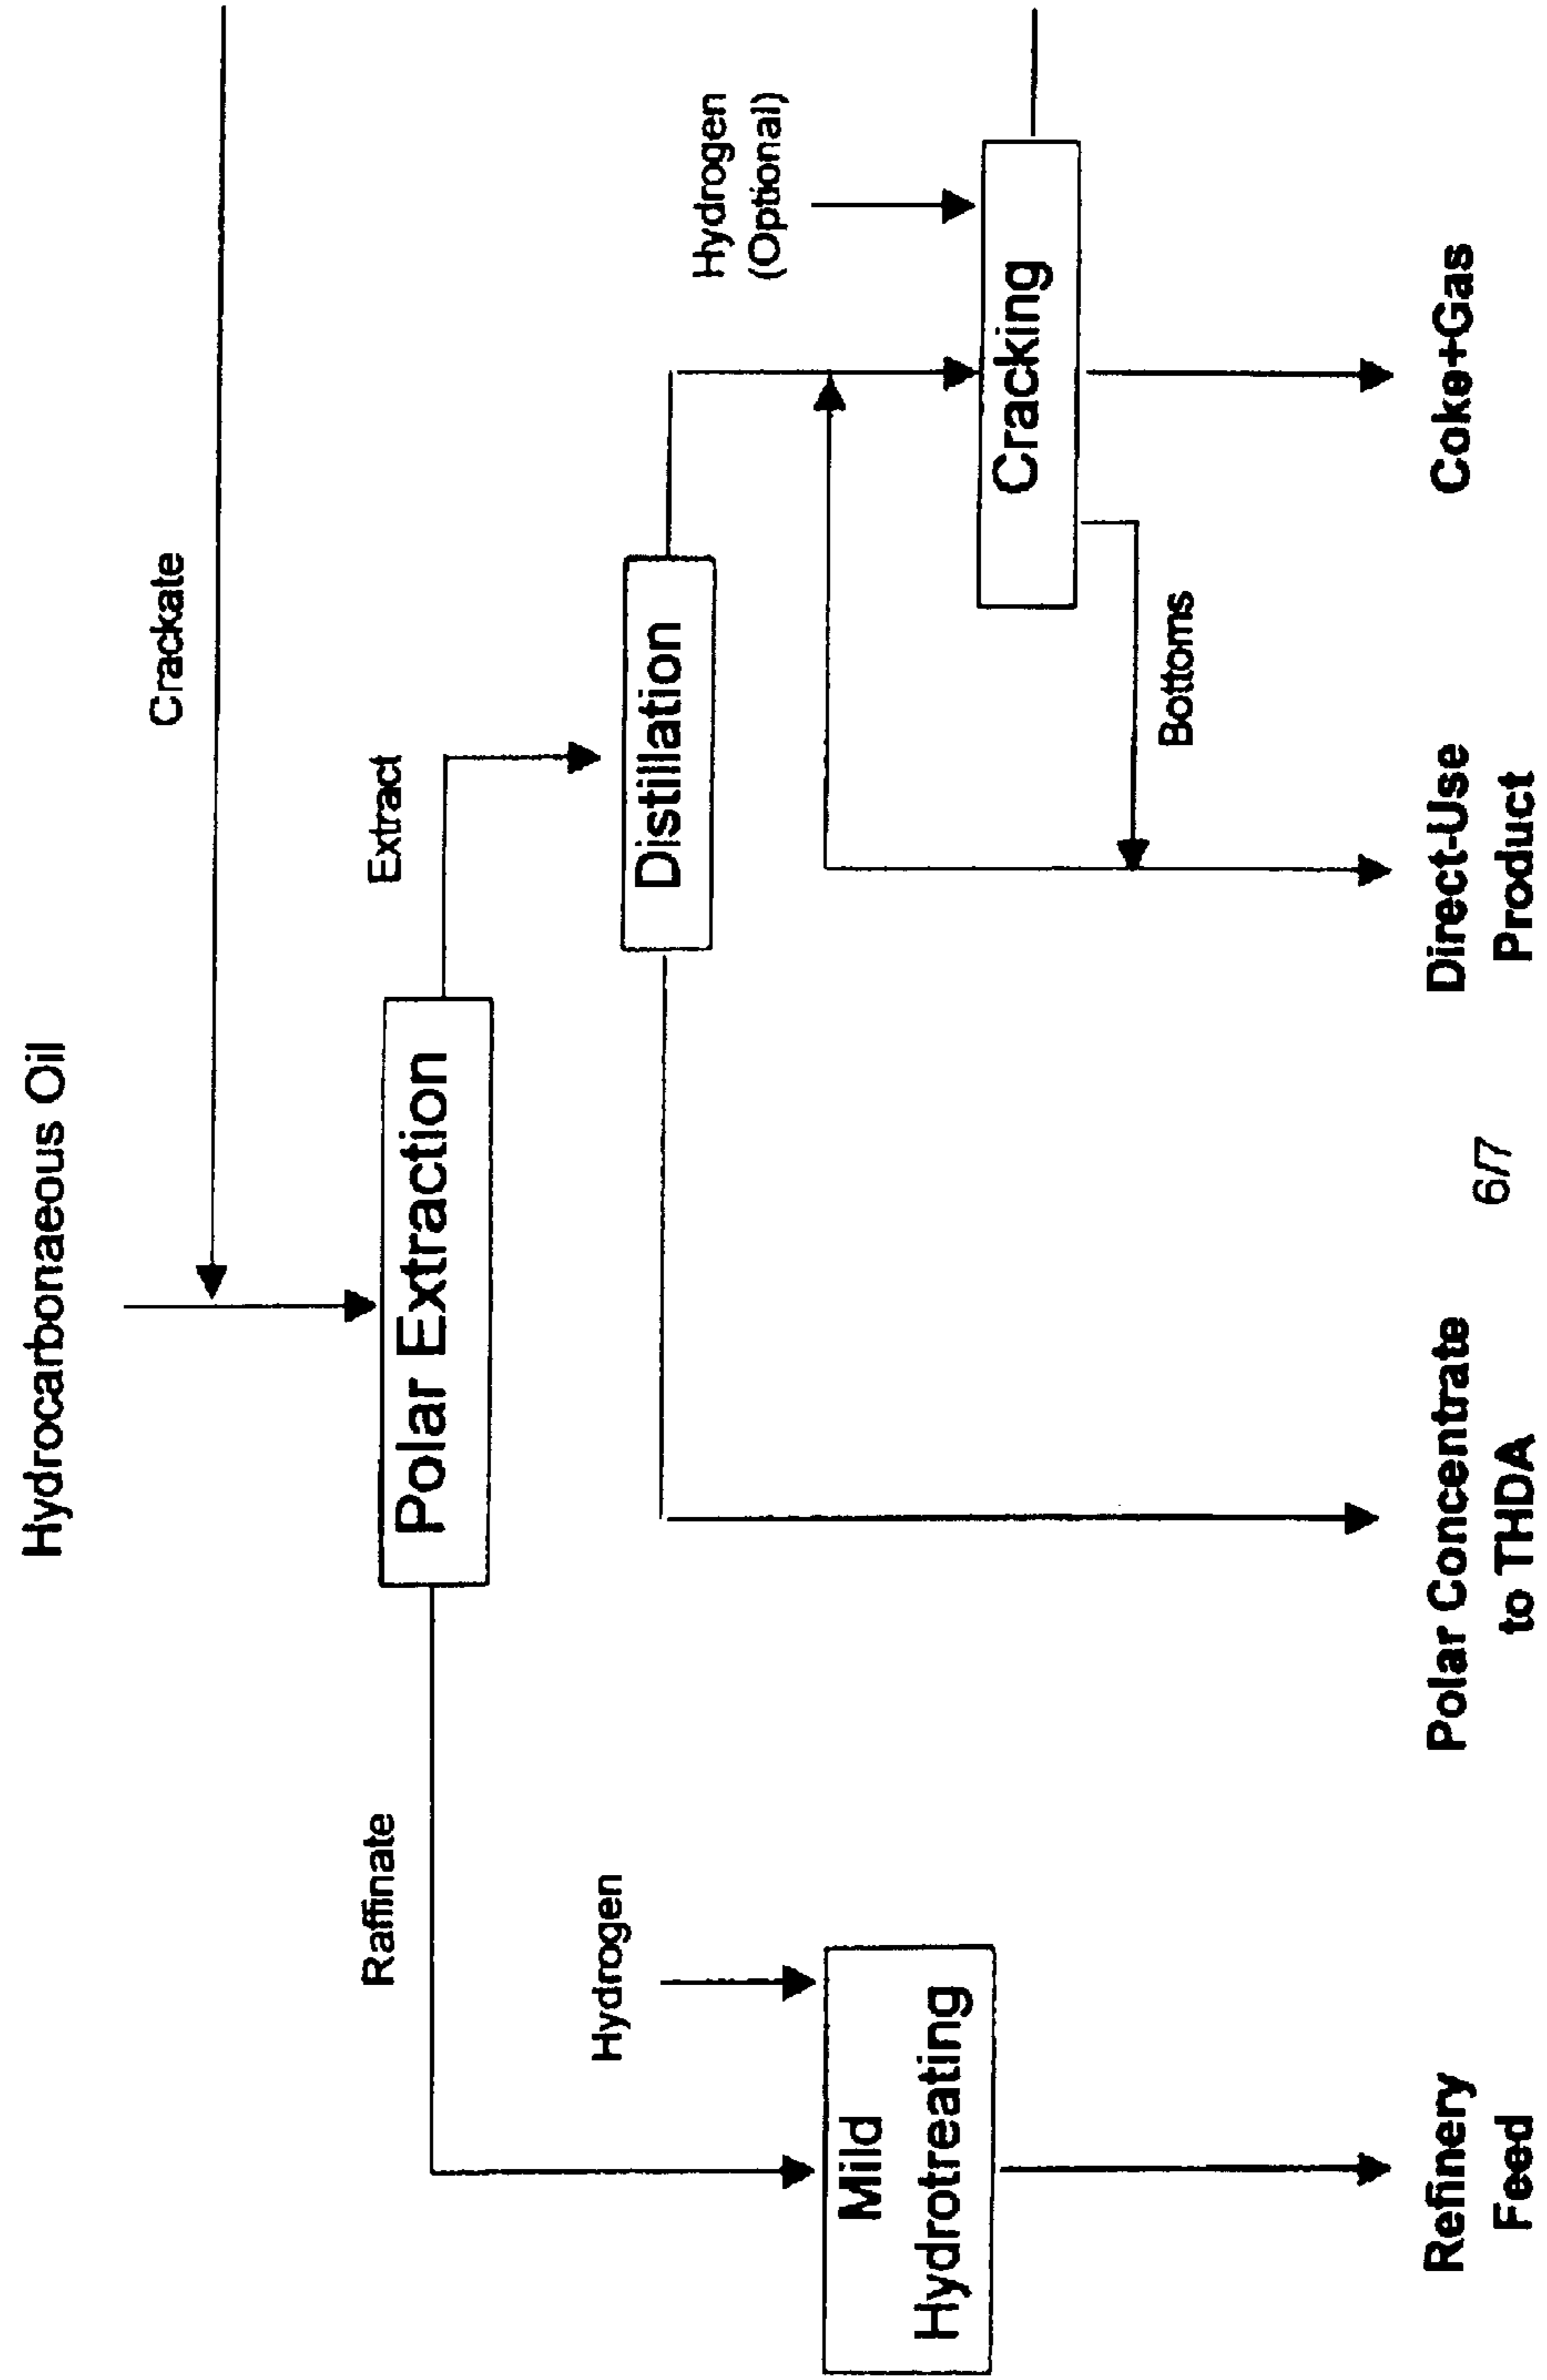 Hydrocarbonaeous Oil
Crackate
Raffinate
Extract
Polar Extraction
Hydrogen
Distillation
Hydrogen
(Optional)
Mild
Hydrotreating
Cracking
Bottoms
Refinery
Feed
Polar Concentrate
to THDA
Direct-Use
Product
Coke+Gas
6/7